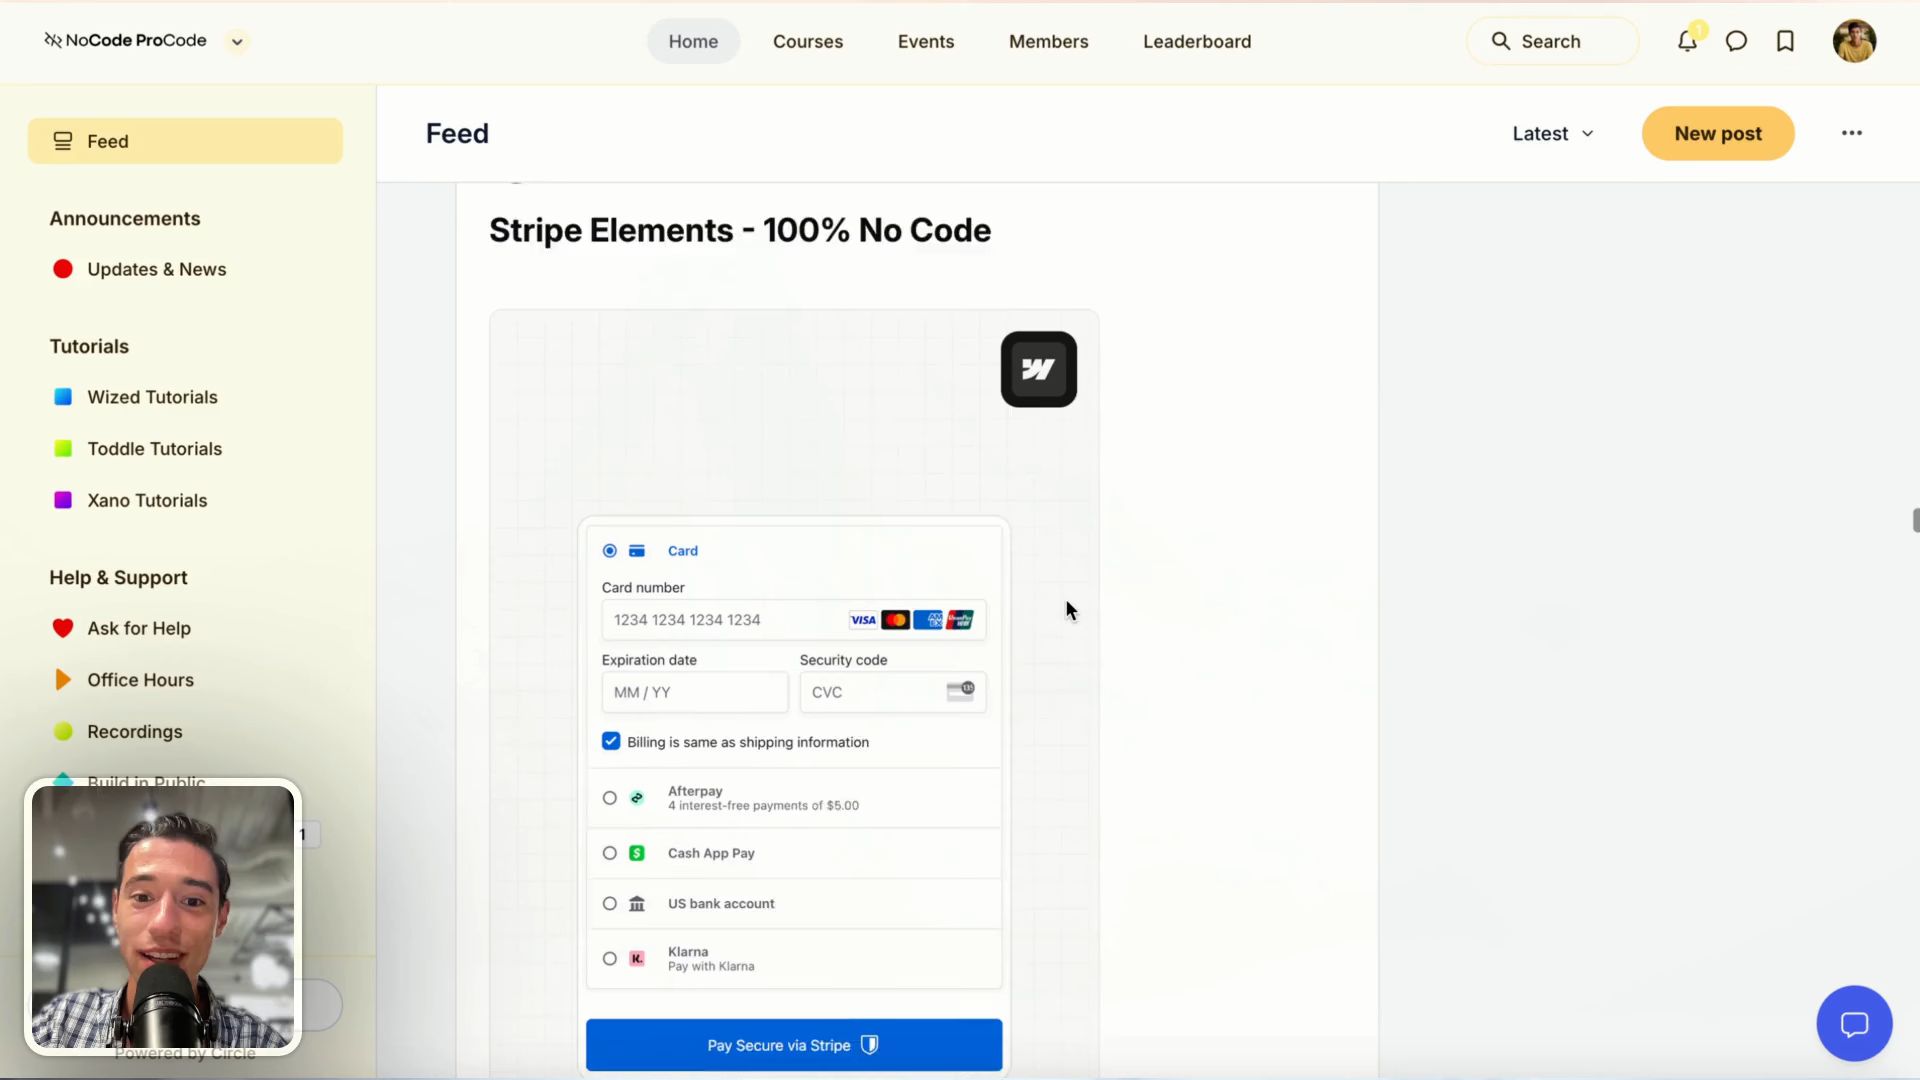 NoCode ProCode
Home
Courses
Events
Members
Leaderboard
Search
1
Feed
Announcements
Updates & News
Tutorials
Wized Tutorials
Toddle Tutorials
Xano Tutorials
Help & Support
Ask for Help
Office Hours
Recordings
Build in Public
1
Powered by Circle
Feed
Latest
New post
Stripe Elements - 100% No Code
Card
Card number
1234 1234 1234 1234
VISA
Expiration date
Security code
MM / YY
CVC
Billing is same as shipping information
Afterpay
4 interest-free payments of $5.00
Cash App Pay
US bank account
K.
Klarna
Pay with Klarna
Pay Secure via Stripe